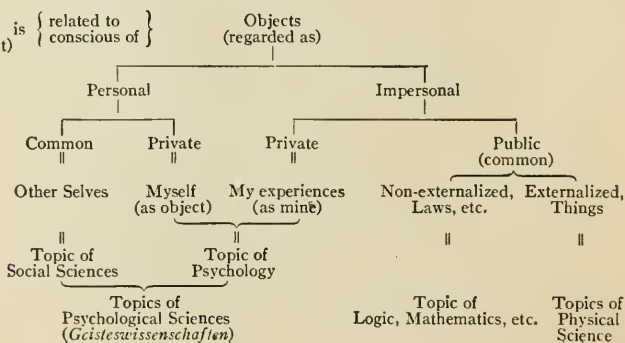 t) is { related to
conscious of }
Objects
(regarded as)
Personal Impersonal
Common Private Private Public
(common)
Other Selves Myself My experiences Non-externalized, Externalized,
(as object) (as mine) Laws, etc. Things
Topic of Topic of
Social Sciences Psychology
Topics of Topic of Topics of
Psychological Sciences Logic, Mathematics, etc. Physical
(Geisteswissenschaften) Science